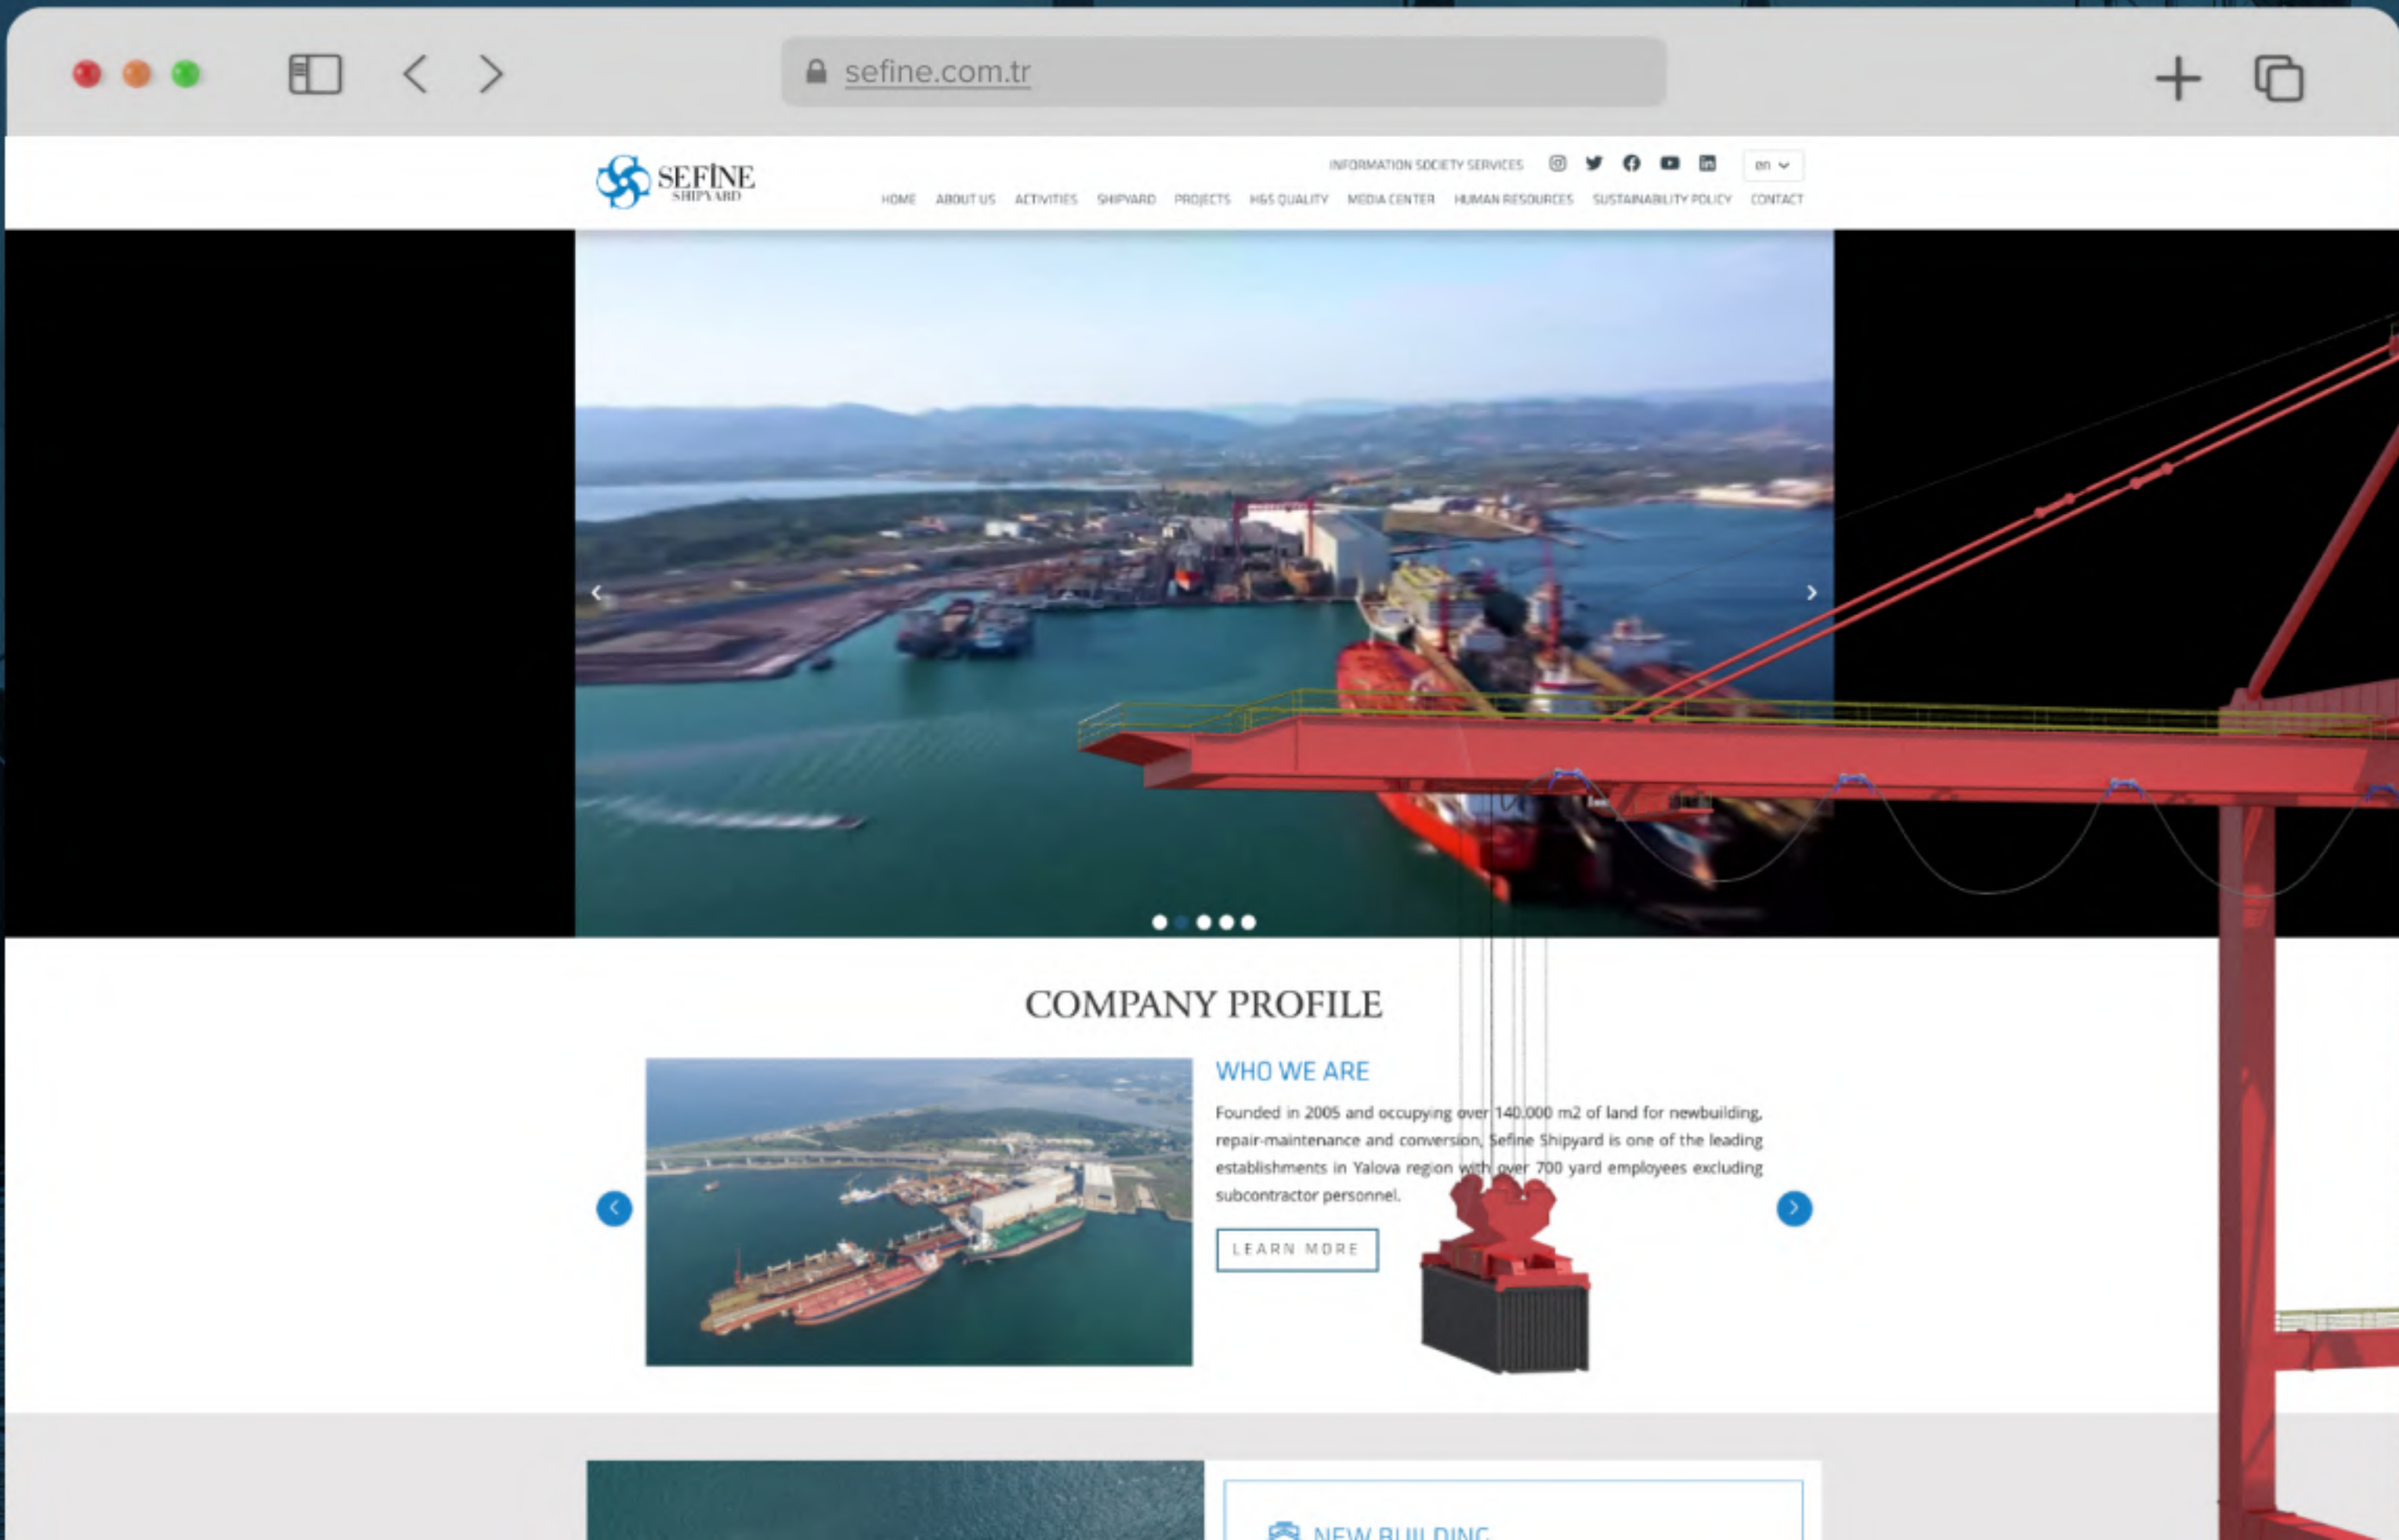 sefine.com.tr
SEFİNE
SHIPYARD
INFORMATION SOCIETY SERVICES
en
HOME ABOUT US ACTIVITIES SHIPYARD PROJECTS H&S QUALITY MEDIA CENTER HUMAN RESOURCES SUSTAINABILITY POLICY CONTACT
COMPANY PROFILE
WHO WE ARE
Founded in 2005 and occupying over 140.000 m2 of land for newbuilding,
repair-maintenance and conversion, Sefine Shipyard is one of the leading
establishments in Yalova region with over 700 yard employees excluding
subcontractor personnel.
LEARN MORE
NEW BUILDING